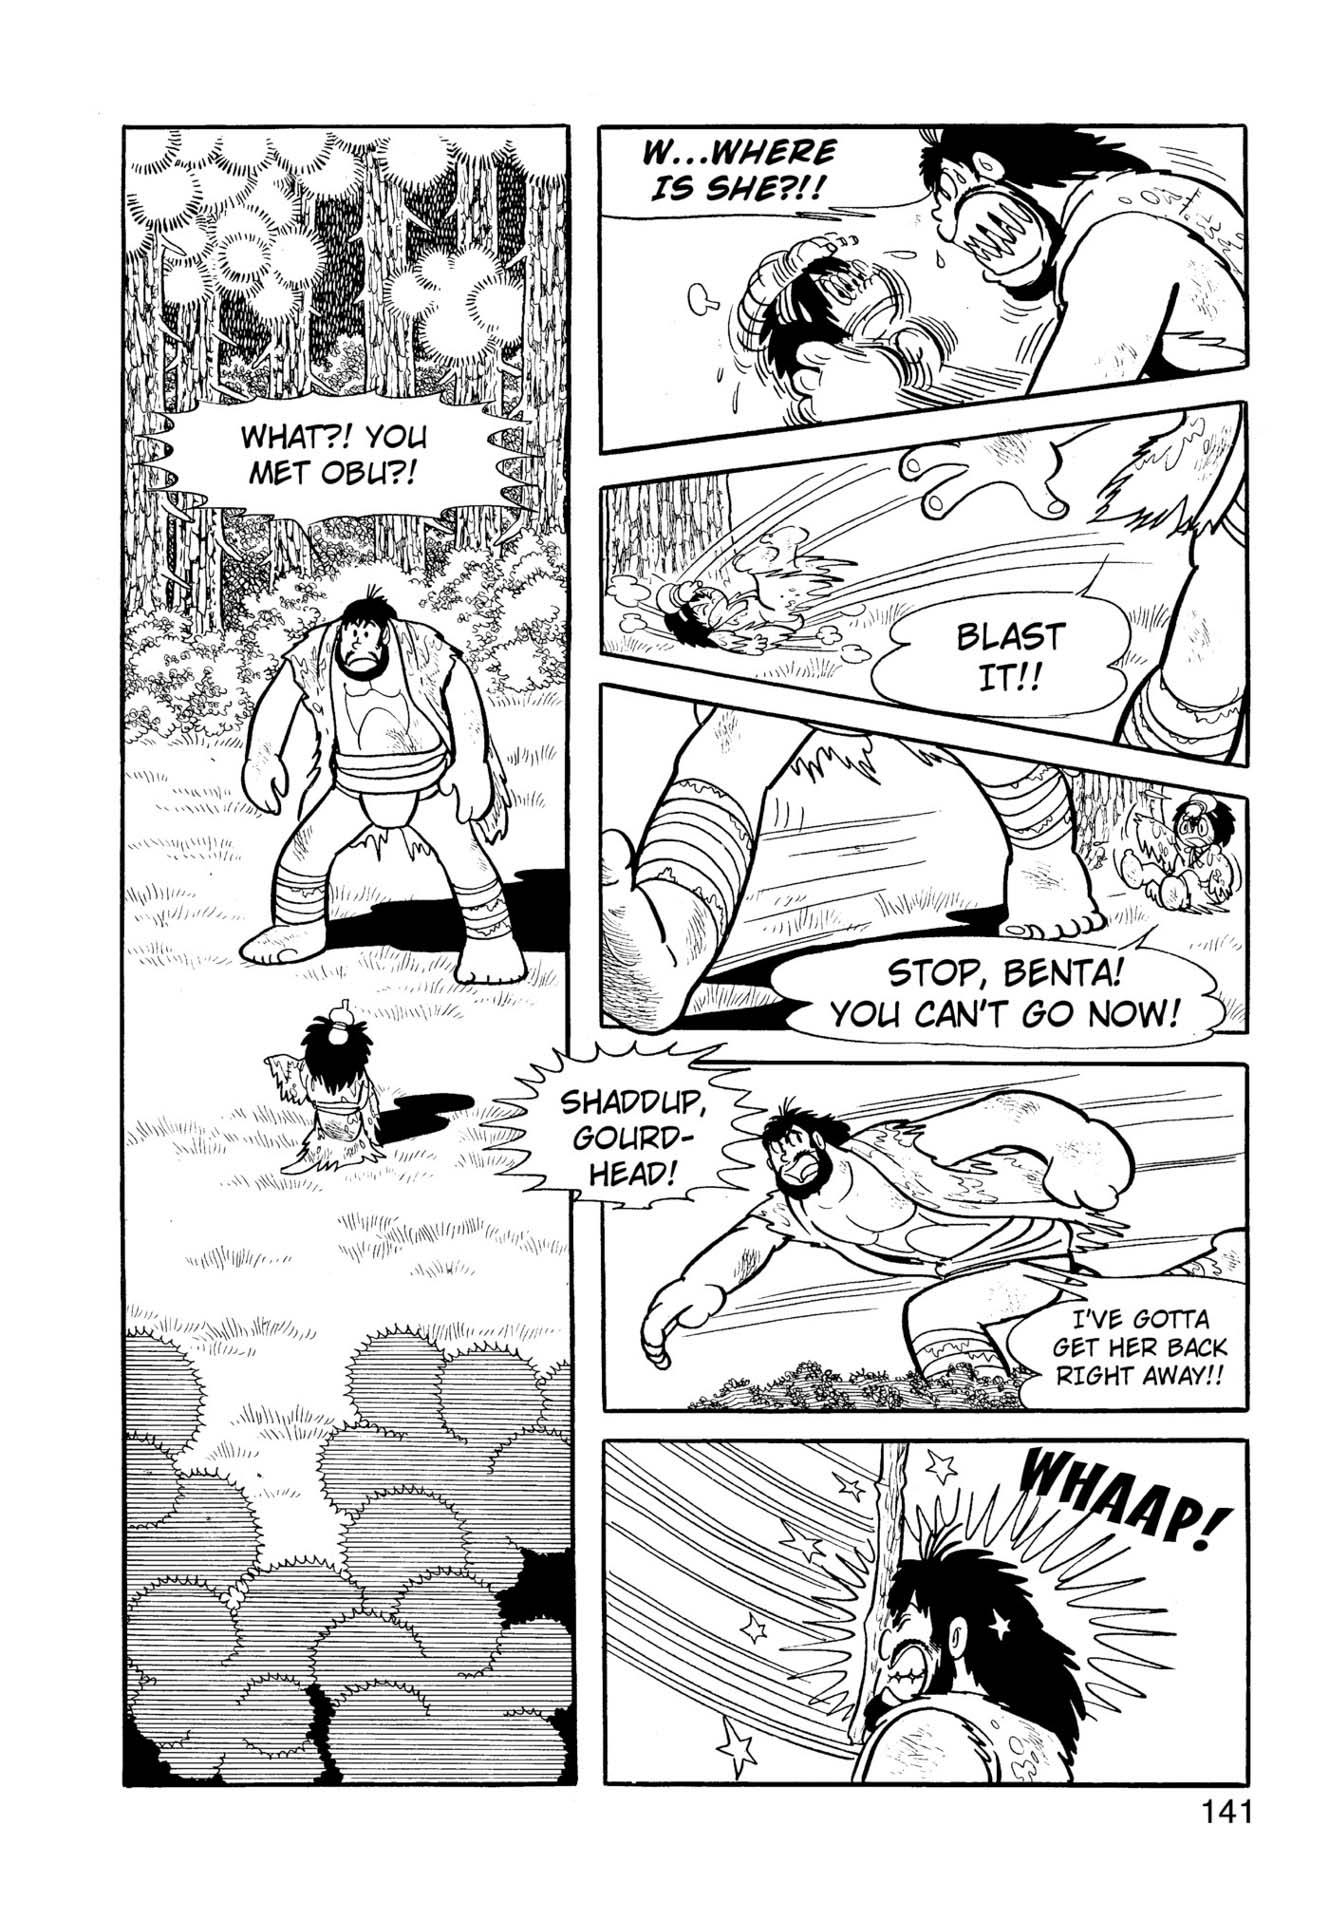 WHAT?! YOU
MET OBU?!
W...WHERE
IS SHE?!!
BLAST
IT!!
STOP, BENTA!
YOU CAN'T GO NOW!
SHADDUP,
GOURD-
HEAD!
I'VE GOTTA
GET HER BACK
RIGHT AWAY!!
WHAAP!
141